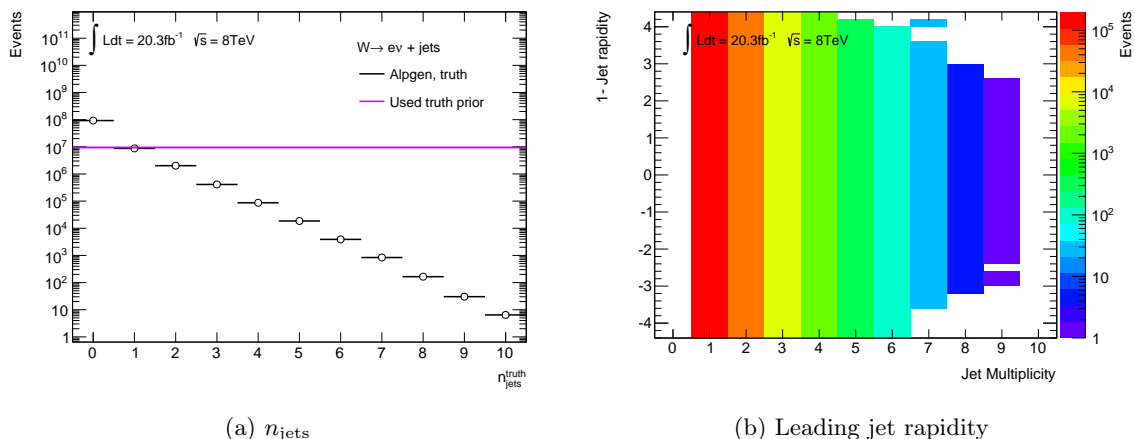 Events
∫ Ldt = 20.3fb⁻¹ √s = 8TeV
W→ eν + jets
Alpgen, truth
Used truth prior
10¹¹
10¹⁰
10⁹
10⁸
10⁷
10⁶
10⁵
10⁴
10³
10²
10
1
0 1 2 3 4 5 6 7 8 9 10
n_jets^truth
(a) n_jets
1- Jet rapidity
∫ Ldt = 20.3fb⁻¹ √s = 8TeV
4
3
2
1
0
-1
-2
-3
-4
0 1 2 3 4 5 6 7 8 9 10
Jet Multiplicity
Events
10⁵
10⁴
10³
10²
10
1
(b) Leading jet rapidity